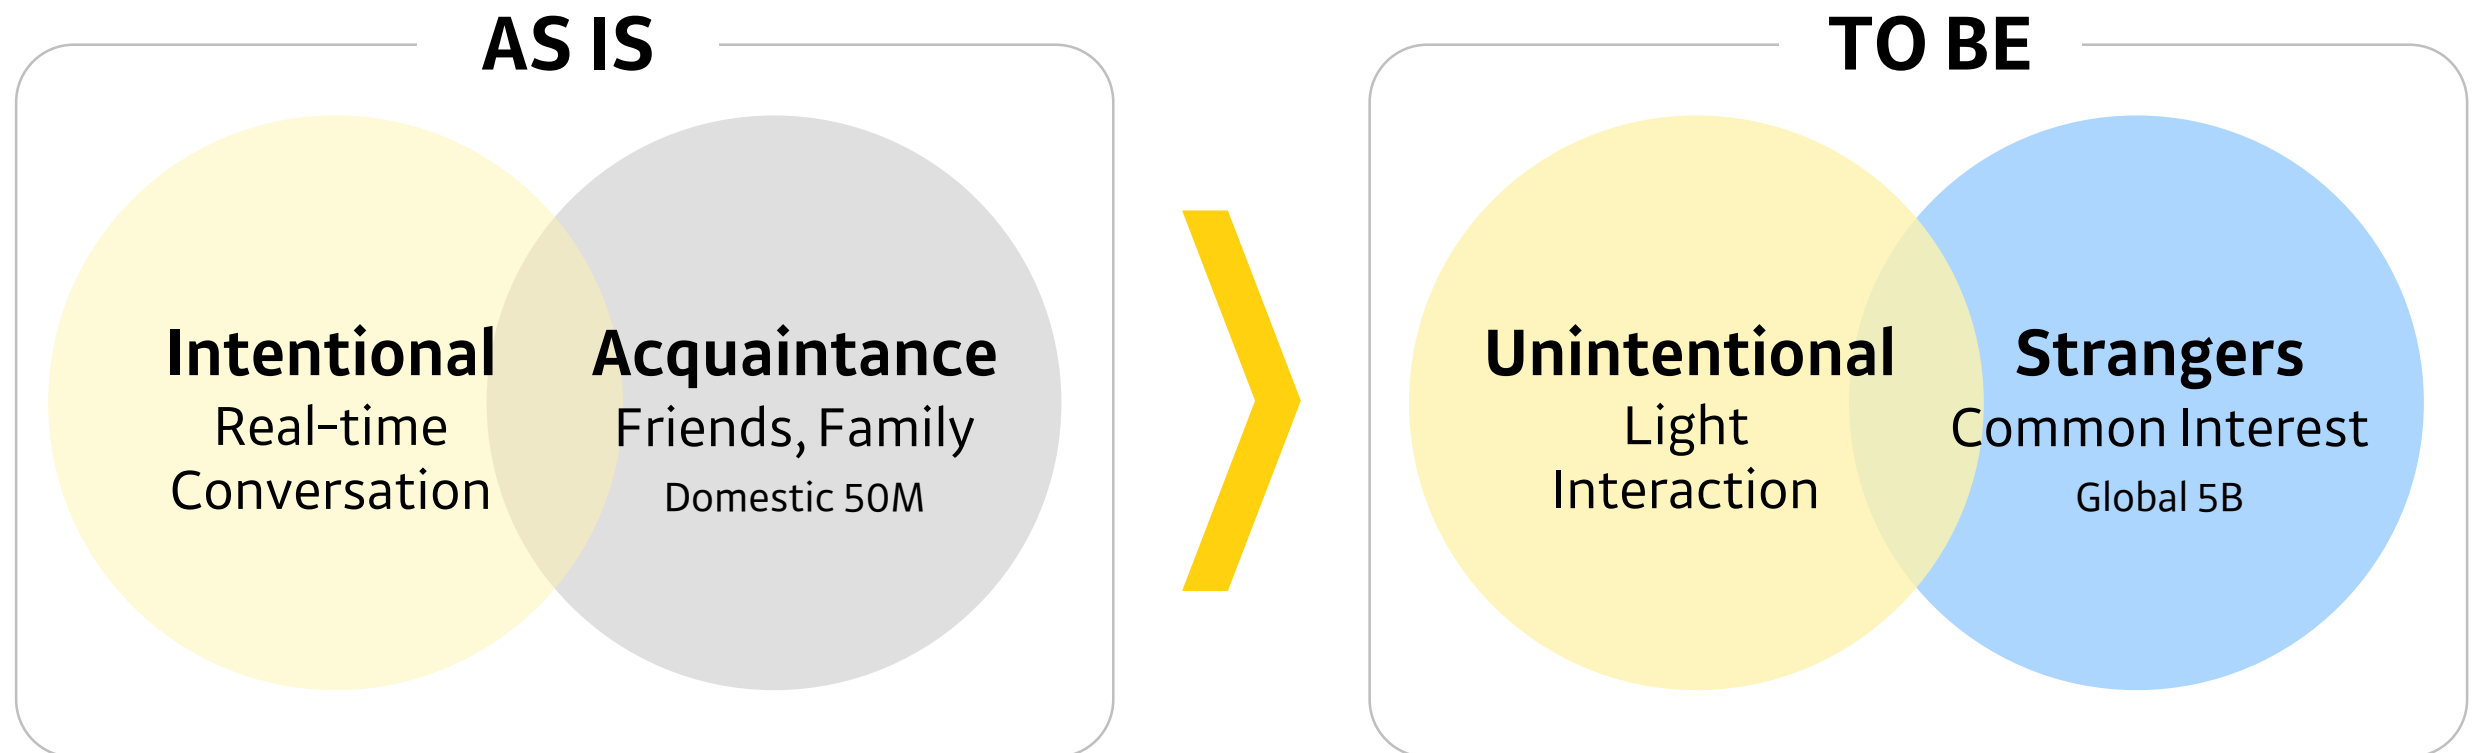 AS IS
Intentional
Real-time
Conversation
Acquaintance
Friends, Family
Domestic 50M
TO BE
Unintentional
Light
Interaction
Strangers
Common Interest
Global 5B